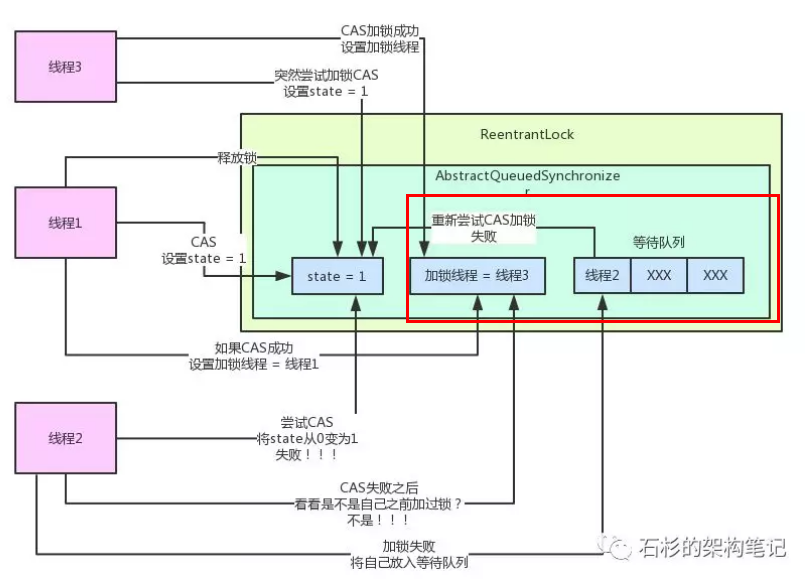 CAS加锁成功
设置加锁线程
线程3
突然尝试加锁CAS
设置state = 1
ReentrantLock
释放锁
AbstractQueuedSynchronize
r
线程1
重新尝试CAS加锁
失败
等待队列
CAS
设置state = 1
state = 1
加锁线程 = 线程3
线程2
XXX
XXX
如果CAS成功
设置加锁线程 = 线程1
线程2
尝试CAS
将state从0变为1
失败！！！
CAS失败之后
看看是不是自己之前加过锁？
不是！！！
加锁失败
将自己放入等待队列
石杉的架构笔记